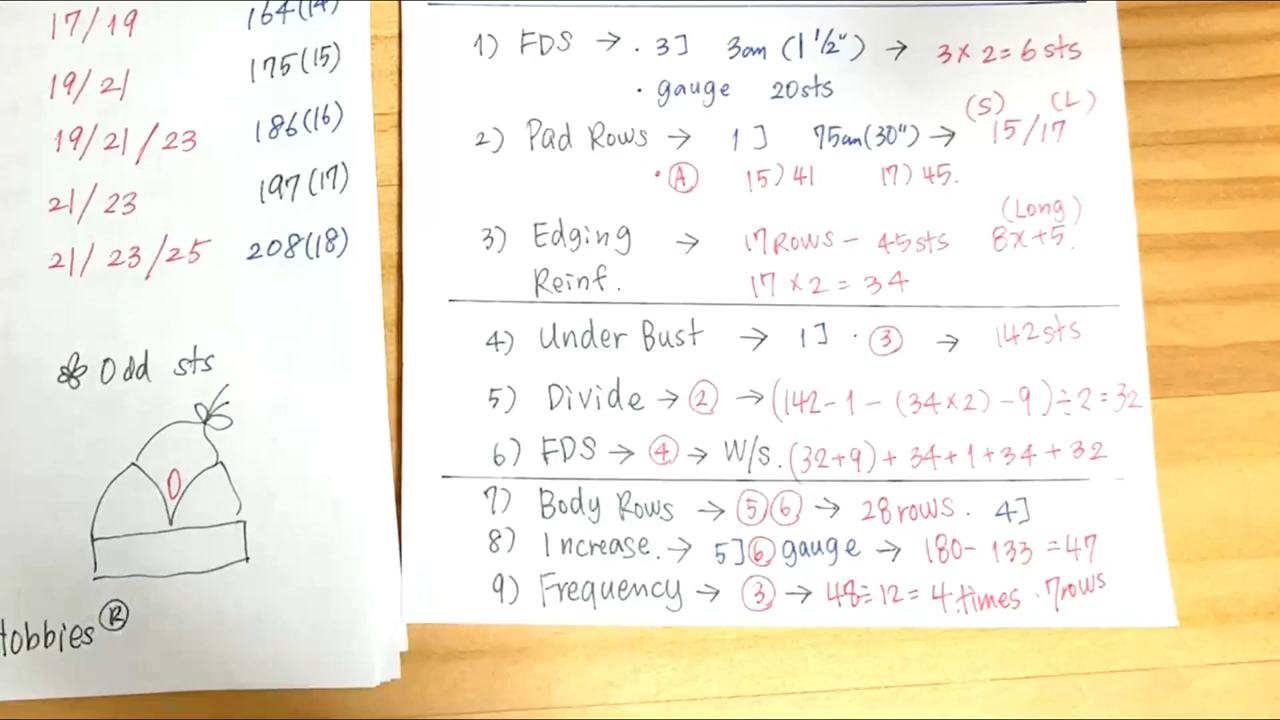 17/19 164(14)
19/21 175(15)
19/21/23 186(16)
21/23 197(17)
21/23/25 208(18)
Odd sts
0
Hobbies ®
1) FDS → . 3] 3cm (1 1/2") → 3×2=6sts
· gauge 20sts
(S) (L)
2) Pad Rows → 1] 75cm(30") → 15/17
· Ⓐ 15)41 17)45.
(Long)
3) Edging → 17Rows - 45sts 8x+5.
Reinf. 17×2=34
4) Under Bust → 1] · ③ → 142sts
5) Divide → ② → (142-1-(34×2)-9)÷2=32
6) FDS → ④ → W/s. (32+9)+34+1+34+32
7) Body Rows → ⑤⑥ → 28rows. 4]
8) Increase. → 5]⑥gauge → 180-133=47
9) Frequency → ③ → 48÷12=4.times.7rows